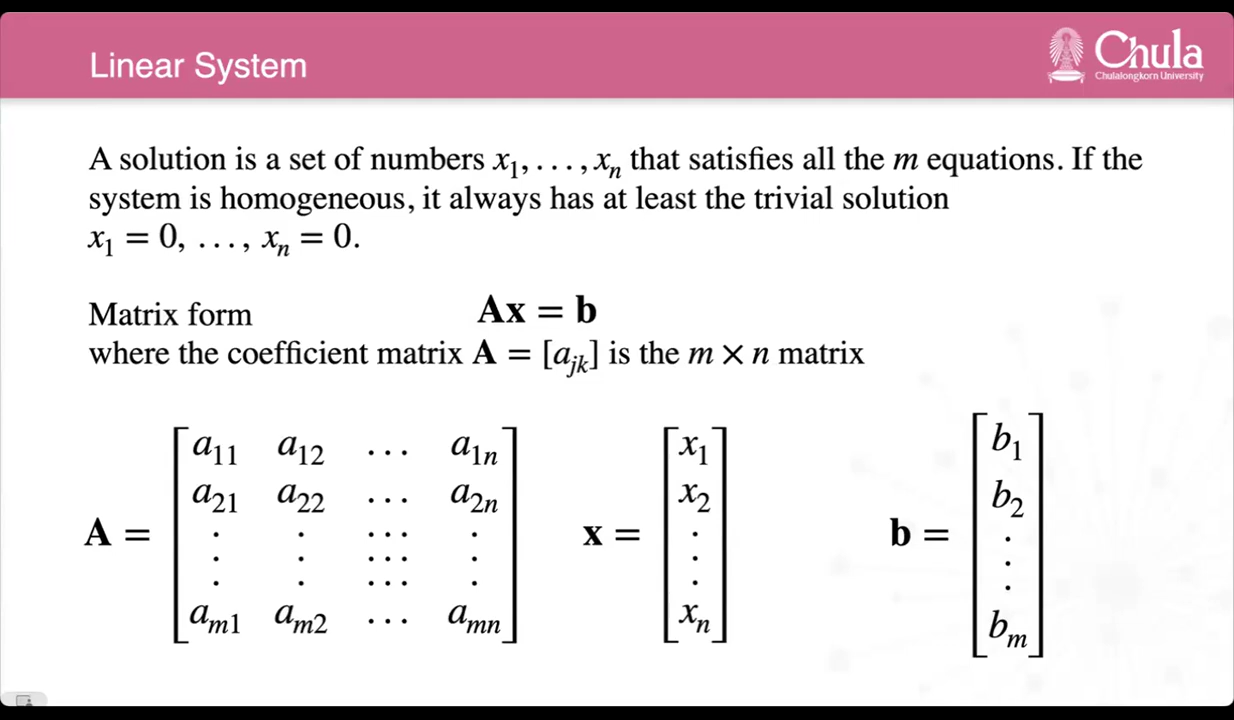 Linear System
Chula
Chulalongkorn University
A solution is a set of numbers x₁, . . . , xₙ that satisfies all the m equations. If the
system is homogeneous, it always has at least the trivial solution
x₁ = 0, . . . , xₙ = 0.
Matrix form Ax = b
where the coefficient matrix A = [aⱼₖ] is the m × n matrix
A = [a₁₁ a₁₂ . . . a₁ₙ
a₂₁ a₂₂ . . . a₂ₙ
. . . . . .
. . . . . .
. . . . . .
aₘ₁ aₘ₂ . . . aₘₙ]
x = [x₁
x₂
.
.
.
xₙ]
b = [b₁
b₂
.
.
.
bₘ]